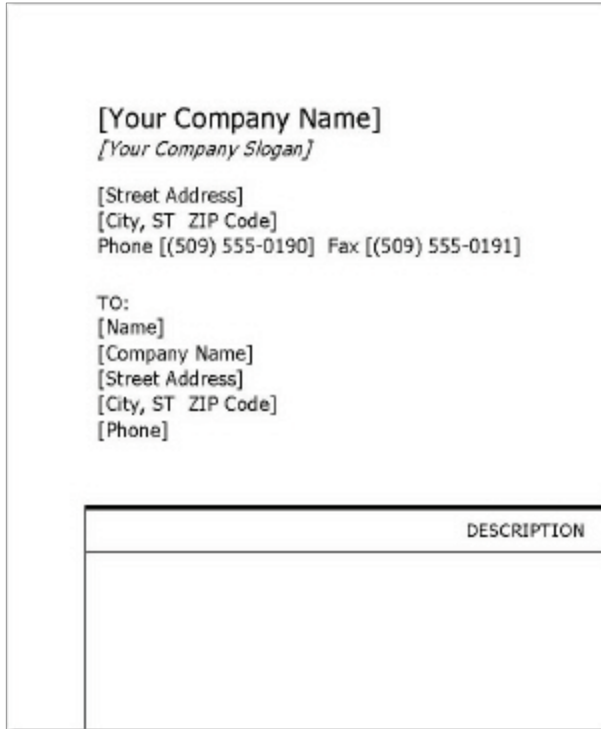 [Your Company Name]
[Your Company Slogan]
[Street Address]
[City, ST  ZIP Code]
Phone [(509) 555-0190]  Fax [(509) 555-0191]
TO:
[Name]
[Company Name]
[Street Address]
[City, ST  ZIP Code]
[Phone]
DESCRIPTION